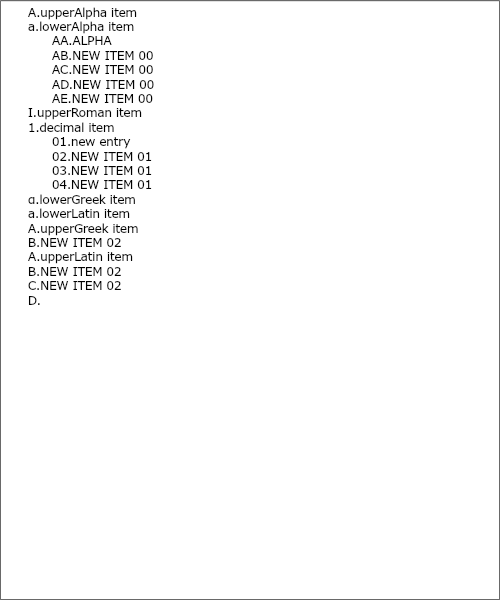 A.upperAlpha item
a.lowerAlpha item
AA.ALPHA
AB.NEW ITEM 00
AC.NEW ITEM 00
AD.NEW ITEM 00
AE.NEW ITEM 00
I.upperRoman item
1.decimal item
01.new entry
02.NEW ITEM 01
03.NEW ITEM 01
04.NEW ITEM 01
α.lowerGreek item
a.lowerLatin item
Α.upperGreek item
Β.NEW ITEM 02
A.upperLatin item
B.NEW ITEM 02
C.NEW ITEM 02
D.